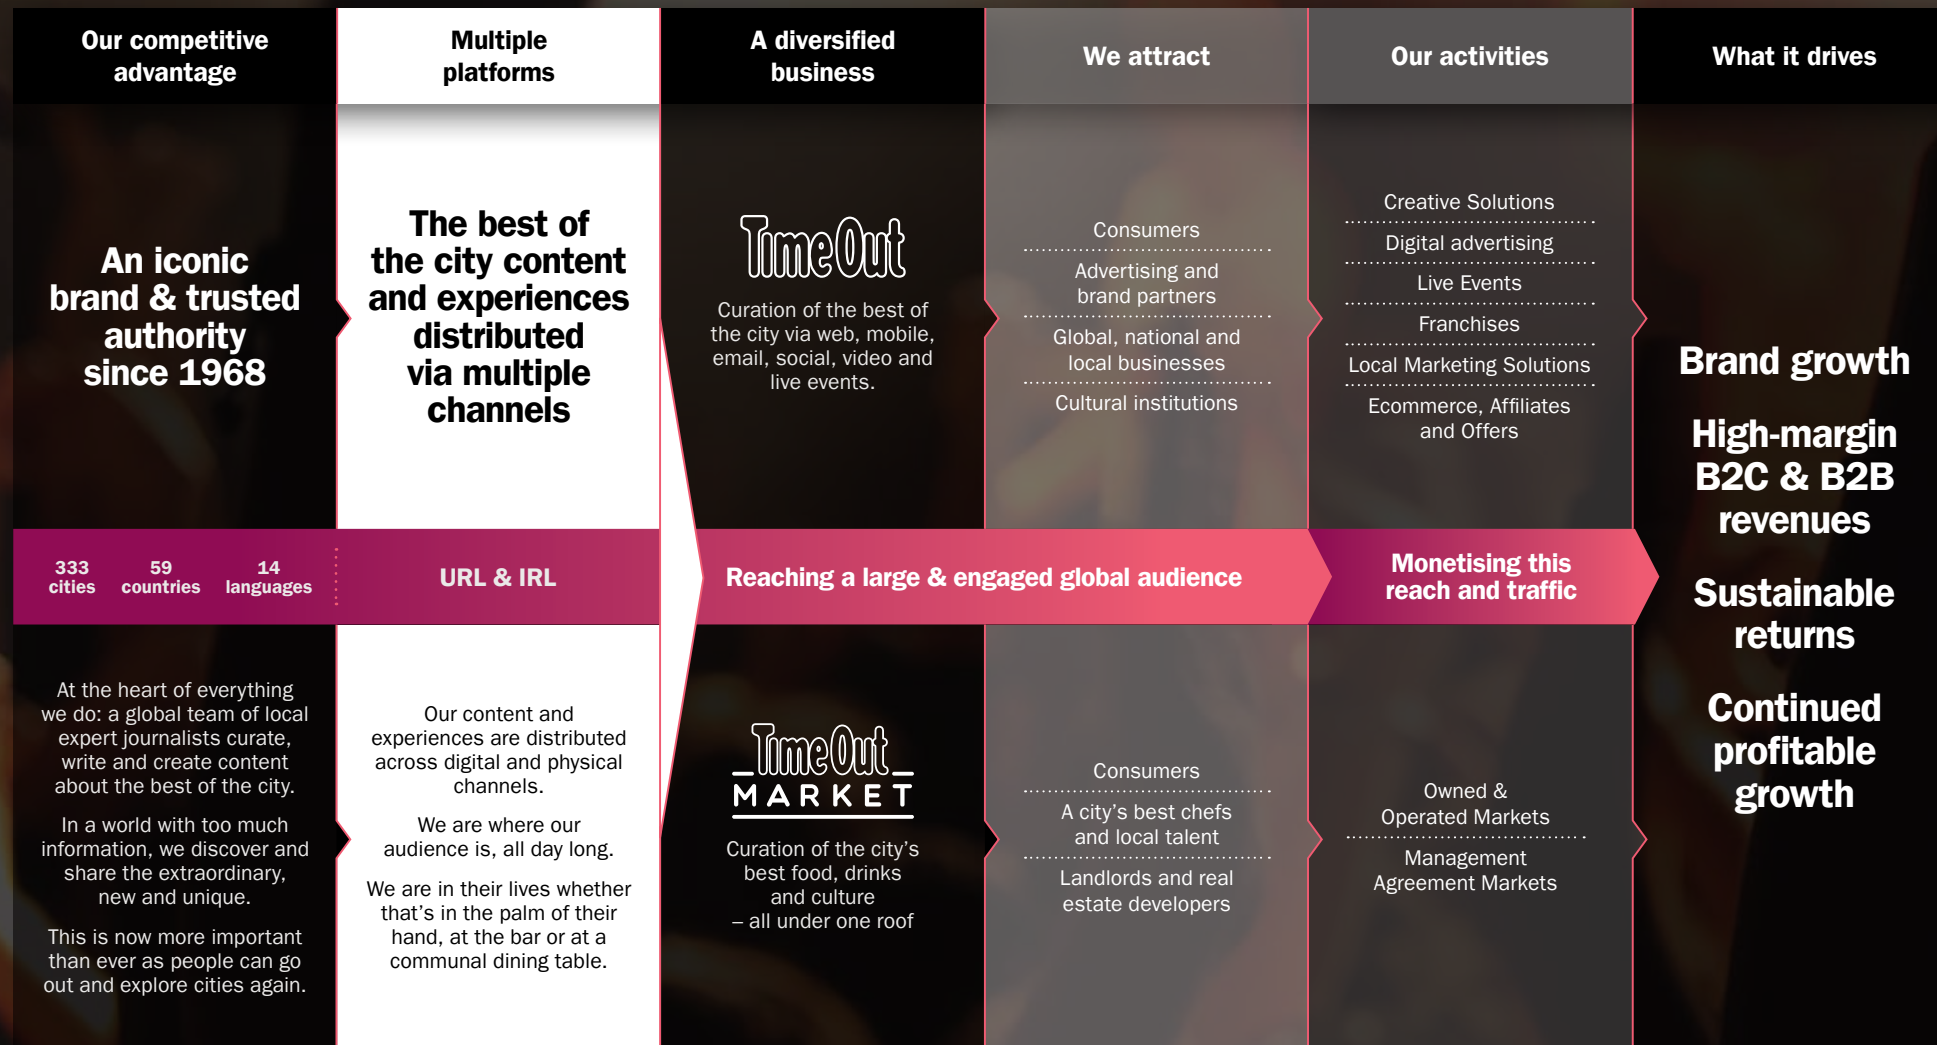 Our competitive
advantage
An iconic
brand & trusted
authority
since 1968
333
cities
59
countries
14
languages
At the heart of everything
we do: a global team of local
expert journalists curate,
write and create content
about the best of the city.
In a world with too much
information, we discover and
share the extraordinary,
new and unique.
This is now more important
than ever as people can go
out and explore cities again.
Multiple
platforms
The best of
the city content
and experiences
distributed
via multiple
channels
URL & IRL
Our content and
experiences are distributed
across digital and physical
channels.
We are where our
audience is, all day long.
We are in their lives whether
that's in the palm of their
hand, at the bar or at a
communal dining table.
A diversified
business
TimeOut
Curation of the best of
the city via web, mobile,
email, social, video and
live events.
Reaching a large & engaged global audience
TimeOut
MARKET
Curation of the city's
best food, drinks
and culture
– all under one roof
We attract
Consumers
Advertising and
brand partners
Global, national and
local businesses
Cultural institutions
Consumers
A city's best chefs
and local talent
Landlords and real
estate developers
Our activities
Creative Solutions
Digital advertising
Live Events
Franchises
Local Marketing Solutions
Ecommerce, Affiliates
and Offers
Monetising this
reach and traffic
Owned &
Operated Markets
Management
Agreement Markets
What it drives
Brand growth
High-margin
B2C & B2B
revenues
Sustainable
returns
Continued
profitable
growth